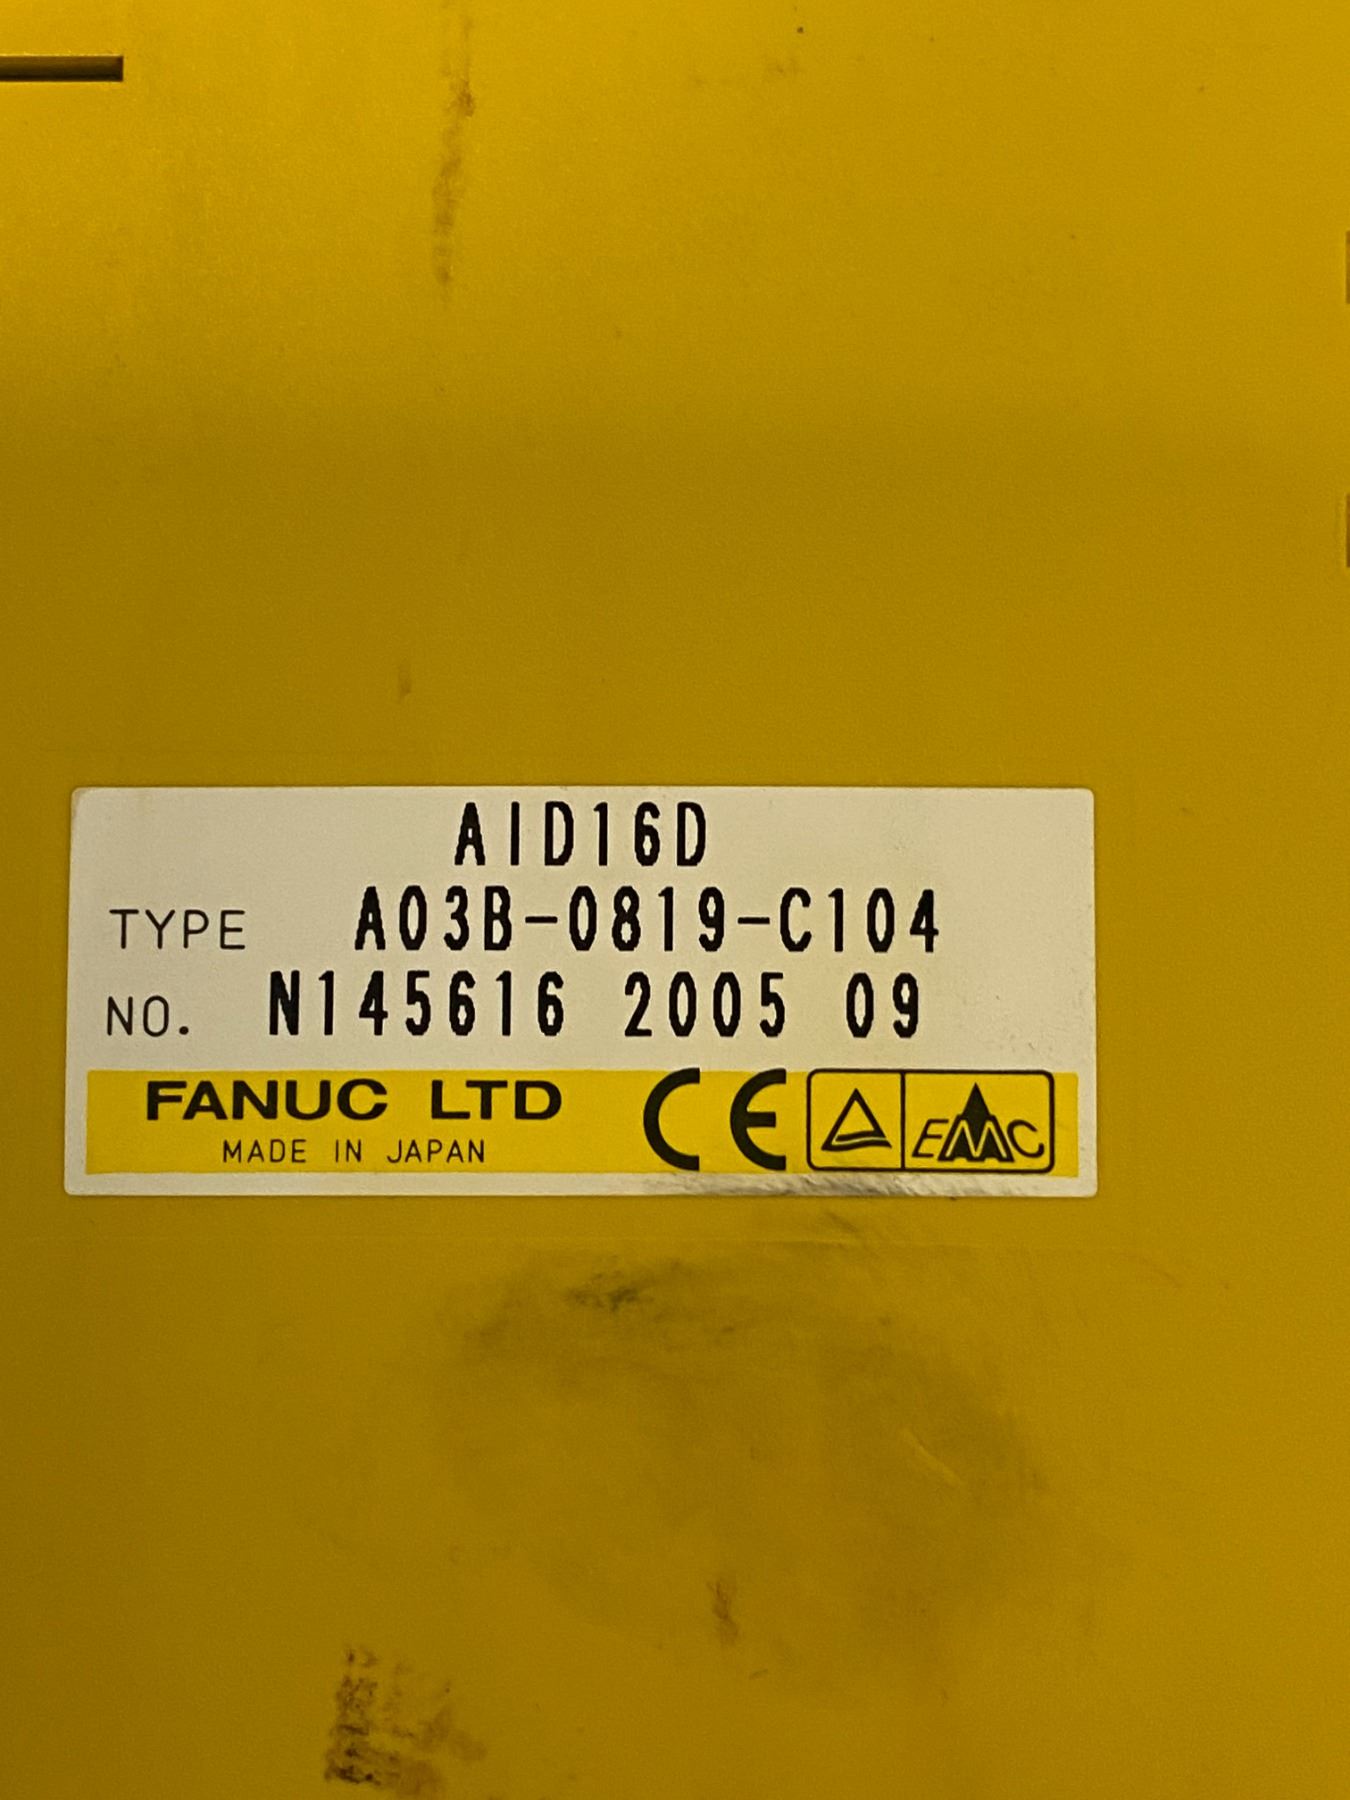 AID16D
TYPE A03B-0819-C104
NO. N145616 2005 09
FANUC LTD
MADE IN JAPAN
CE EMC